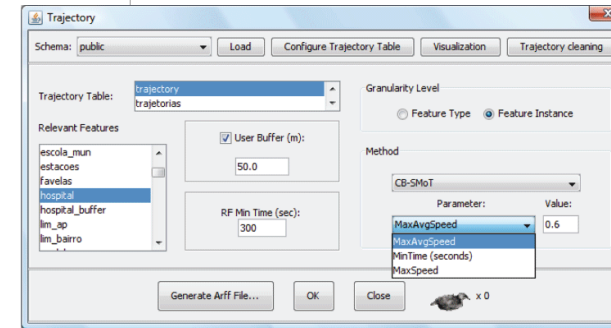 Trajectory
Schema: public Load Configure Trajectory Table Visualization Trajectory cleaning
Trajectory Table:
trajectory
trajetorias
Granularity Level
Feature Type Feature Instance
Relevant Features
escola_mun
estacoes
favelas
hospital
hospital_buffer
lim_ap
lim_bairro
User Buffer (m):
50.0
RF Min Time (sec):
300
Method
CB-SMoT
Parameter: Value:
MaxAvgSpeed 0.6
MaxAvgSpeed
MinTime (seconds)
MaxSpeed
Generate Arff File... OK Close x 0